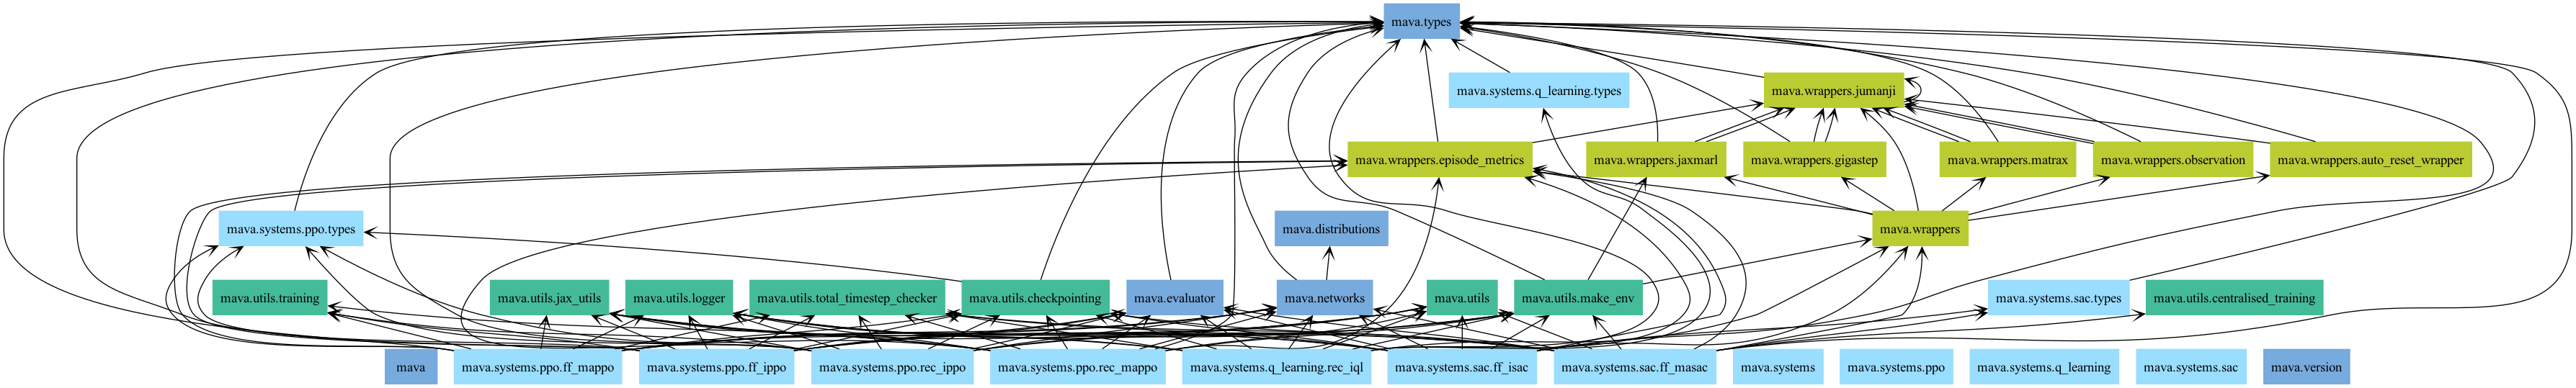 mava.types
mava.systems.q_learning.types
mava.wrappers.jumanji
mava.wrappers.episode_metrics
mava.wrappers.jaxmarl
mava.wrappers.gigastep
mava.wrappers.matrax
mava.wrappers.observation
mava.wrappers.auto_reset_wrapper
mava.systems.ppo.types
mava.distributions
mava.wrappers
mava.utils.training
mava.utils.jax_utils
mava.utils.logger
mava.utils.total_timestep_checker
mava.utils.checkpointing
mava.evaluator
mava.networks
mava.utils
mava.utils.make_env
mava.systems.sac.types
mava.utils.centralised_training
mava
mava.systems.ppo.ff_mappo
mava.systems.ppo.ff_ippo
mava.systems.ppo.rec_ippo
mava.systems.ppo.rec_mappo
mava.systems.q_learning.rec_iql
mava.systems.sac.ff_isac
mava.systems.sac.ff_masac
mava.systems
mava.systems.ppo
mava.systems.q_learning
mava.systems.sac
mava.version